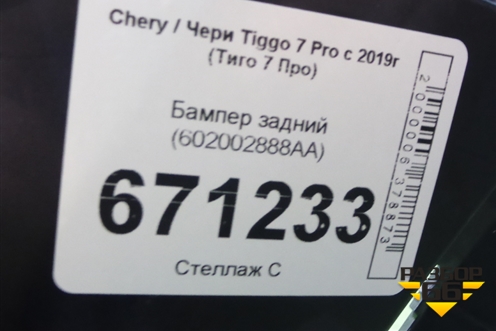 Chery / Чери Tiggo 7 Pro с 2019г
(Тиго 7 Про)
Бампер задний
(602002888AA)
671233
Стеллаж С
2000006378873
РАЗБОР
66